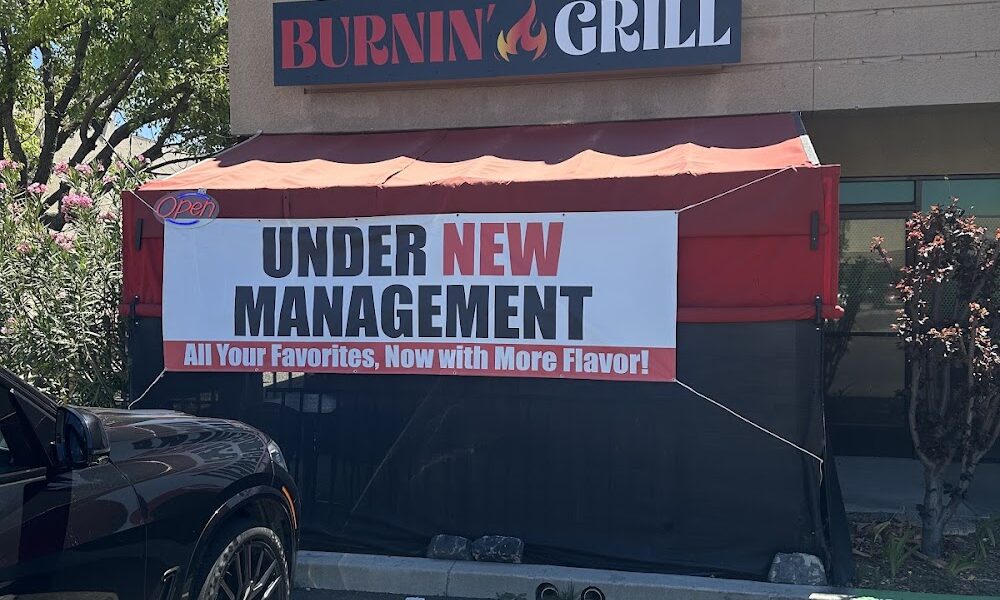 BURNIN' GRILL
Open
UNDER NEW
MANAGEMENT
All Your Favorites, Now with More Flavor!